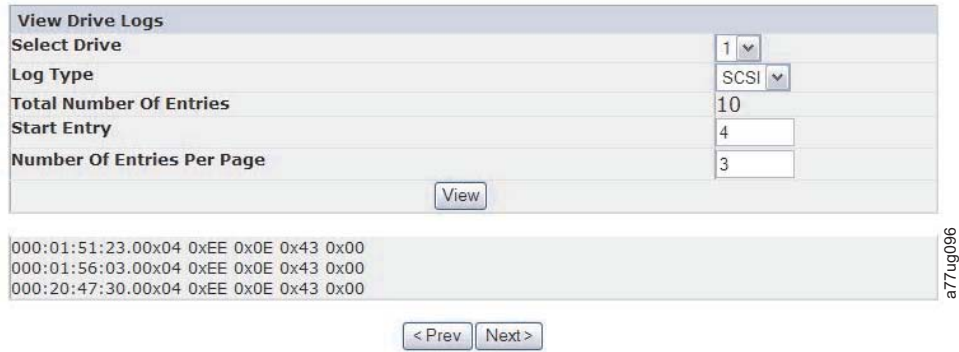 View Drive Logs
Select Drive 1
Log Type SCSI
Total Number Of Entries 10
Start Entry 4
Number Of Entries Per Page 3
View
000:01:51:23.00x04 0xEE 0x0E 0x43 0x00
000:01:56:03.00x04 0xEE 0x0E 0x43 0x00
000:20:47:30.00x04 0xEE 0x0E 0x43 0x00
< Prev Next >
a77ug096